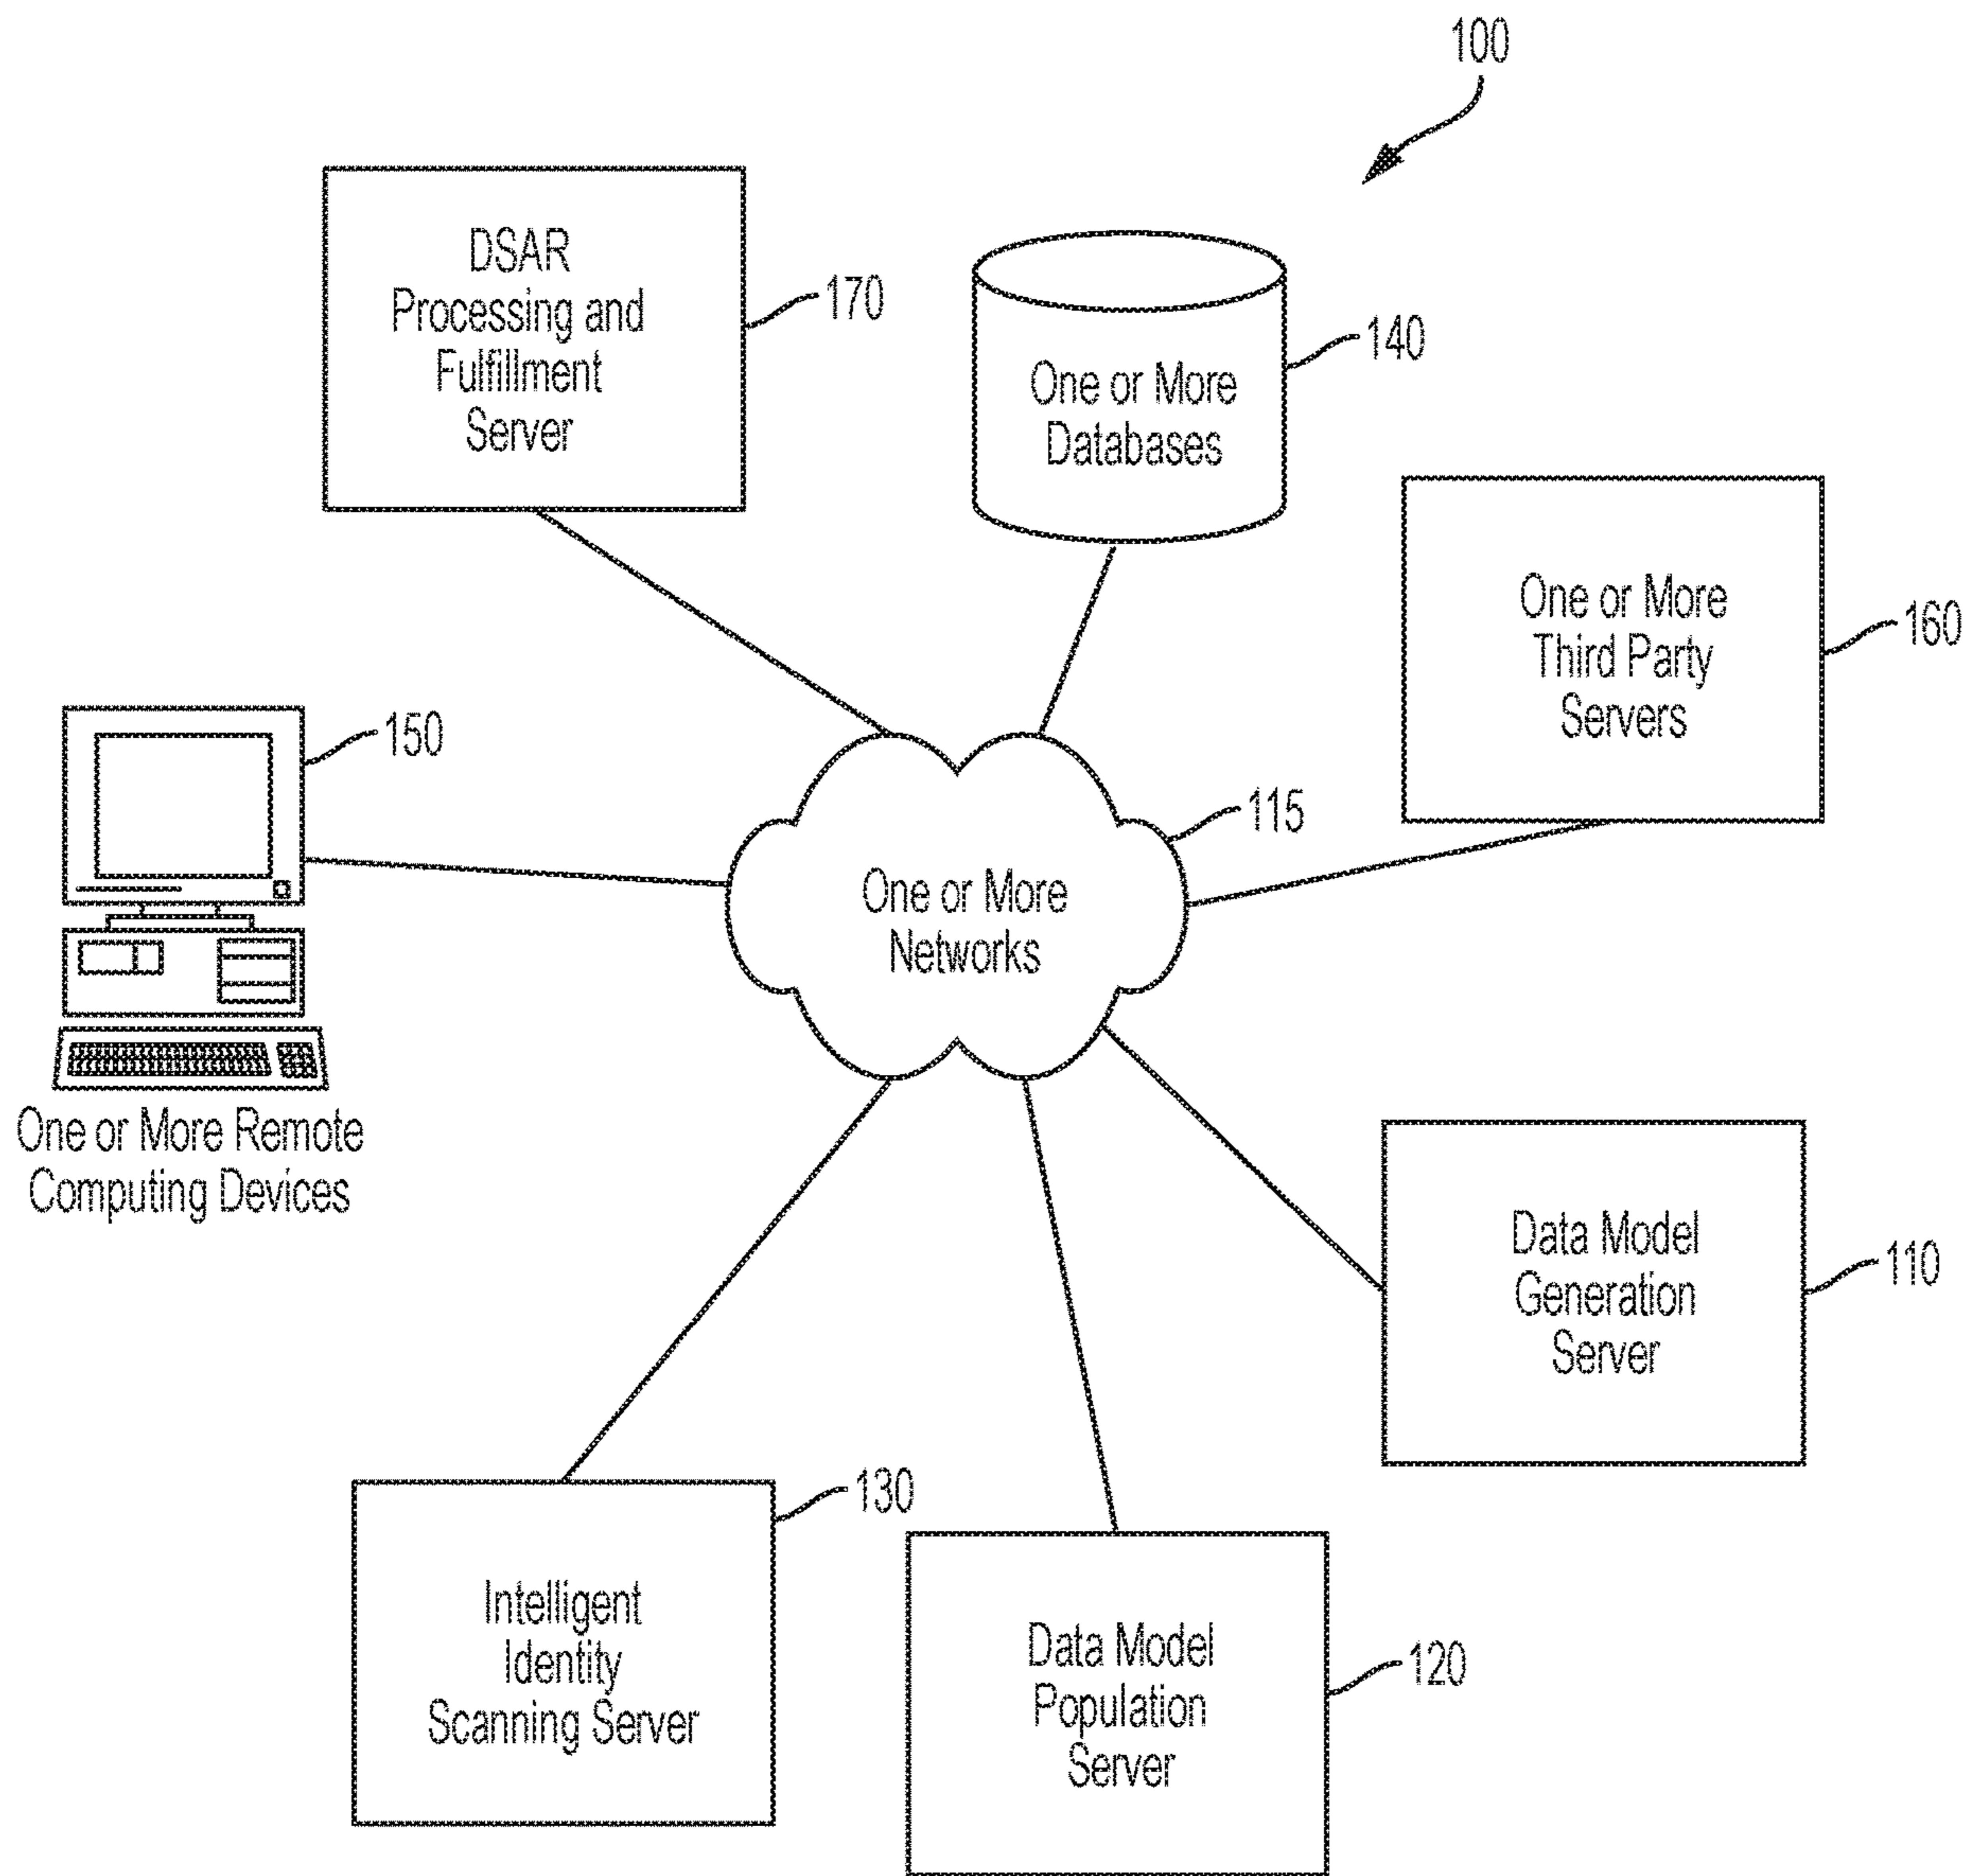 100
DSAR
Processing and
Fulfillment
Server
170
One or More
Databases
140
One or More
Third Party
Servers
160
150
One or More Remote
Computing Devices
115
One or More
Networks
Data Model
Generation
Server
110
130
Intelligent
Identity
Scanning Server
Data Model
Population
Server
120